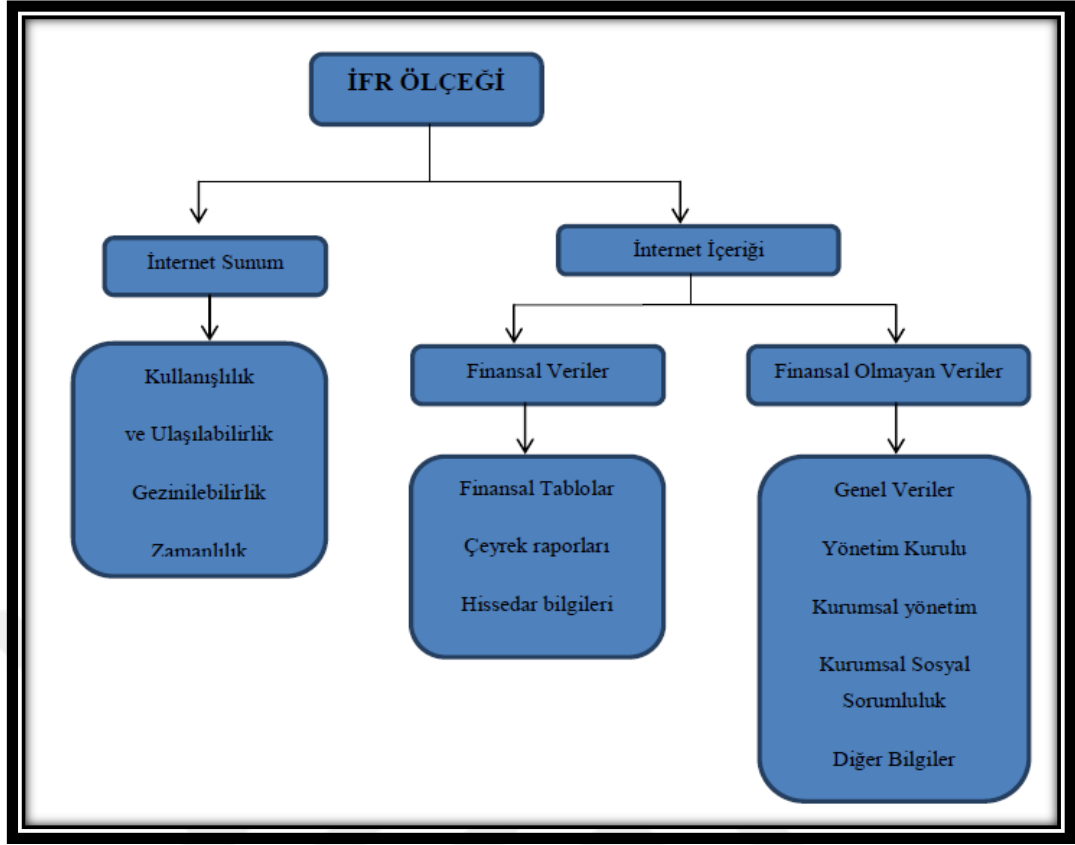 İFR ÖLÇEĞİ
İnternet Sunum
İnternet İçeriği
Kullanışlılık
ve Ulaşılabilirlik
Gezinilebilirlik
Zamanlılık
Finansal Veriler
Finansal Olmayan Veriler
Finansal Tablolar
Çeyrek raporları
Hissedar bilgileri
Genel Veriler
Yönetim Kurulu
Kurumsal yönetim
Kurumsal Sosyal
Sorumluluk
Diğer Bilgiler